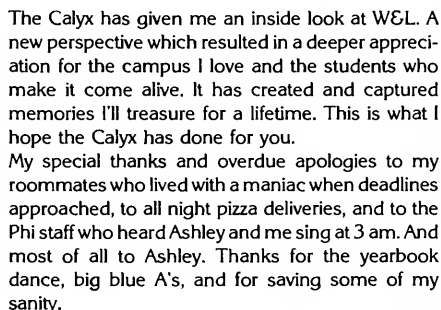 The Calyx has given me an inside look at W&L. A
new perspective which resulted in a deeper appreci-
ation for the campus I love and the students who
make it come alive. It has created and captured
memories I'll treasure for a lifetime. This is what I
hope the Calyx has done for you.
My special thanks and overdue apologies to my
roommates who lived with a maniac when deadlines
approached, to all night pizza deliveries, and to the
Phi staff who heard Ashley and me sing at 3 am. And
most of all to Ashley. Thanks for the yearbook
dance, big blue A's, and for saving some of my
sanity.